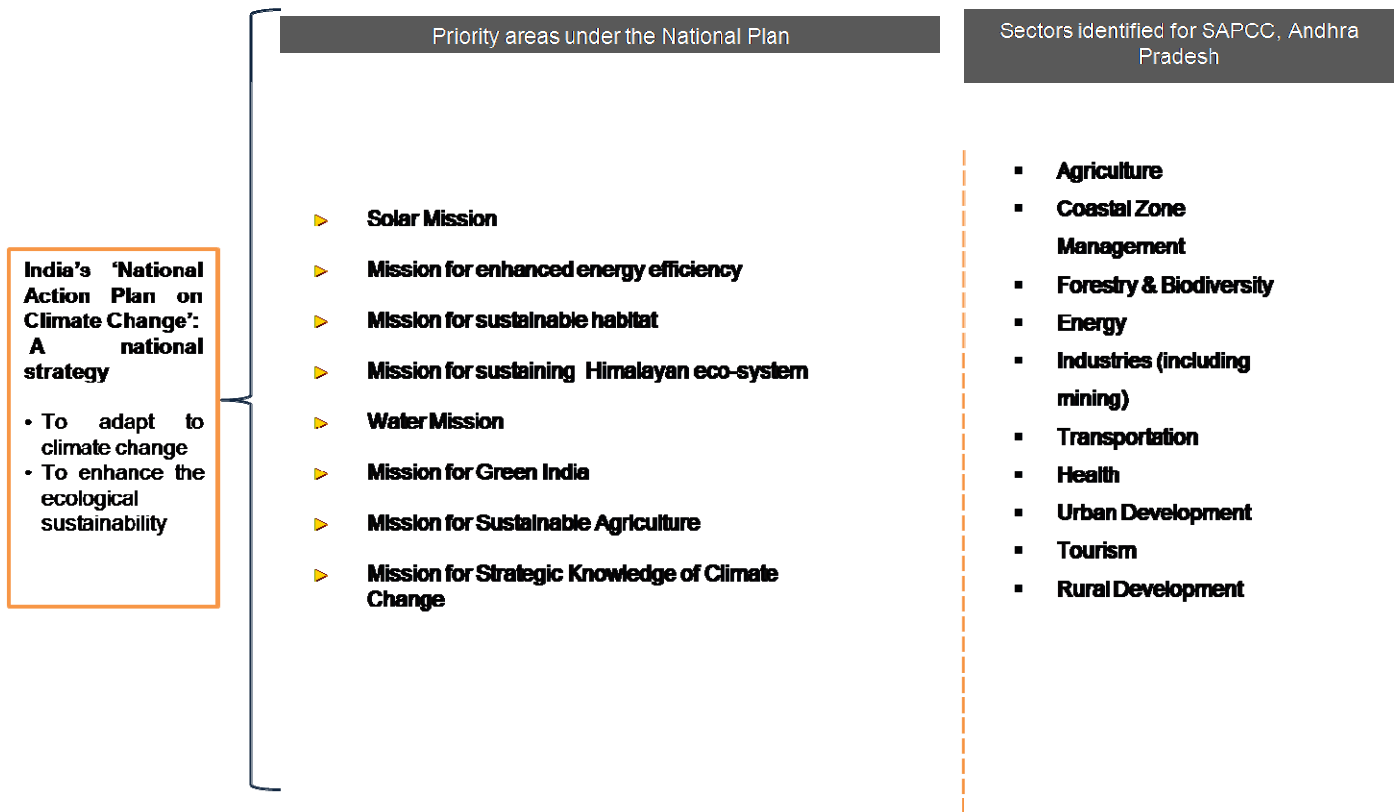 Priority areas under the National Plan
Sectors identified for SAPCC, Andhra
Pradesh
India's 'National
Action Plan on
Climate Change':
A national
strategy
• To adapt to
climate change
• To enhance the
ecological
sustainability
Solar Mission
Mission for enhanced energy efficiency
Mission for sustainable habitat
Mission for sustaining Himalayan eco-system
Water Mission
Mission for Green India
Mission for Sustainable Agriculture
Mission for Strategic Knowledge of Climate
Change
▪ Agriculture
▪ Coastal Zone
Management
▪ Forestry & Biodiversity
▪ Energy
▪ Industries (including
mining)
▪ Transportation
▪ Health
▪ Urban Development
▪ Tourism
▪ Rural Development